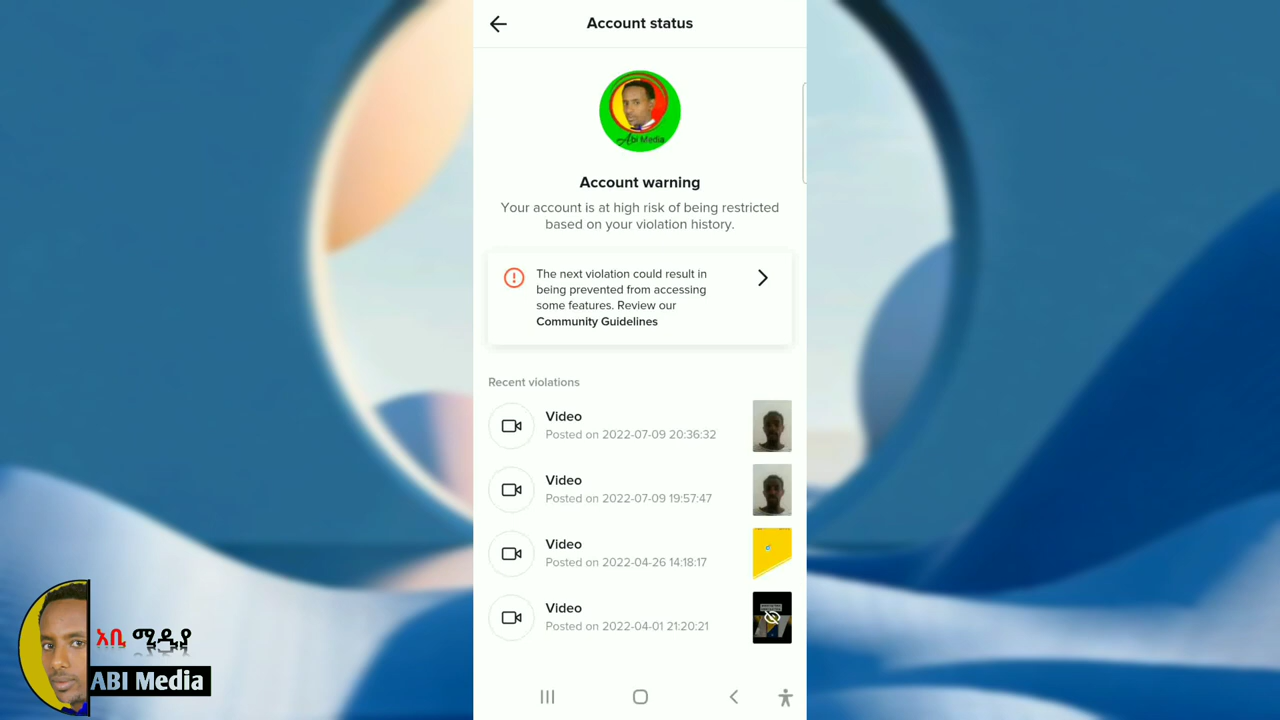 Account status
Abi Media
Account warning
Your account is at high risk of being restricted
based on your violation history.
The next violation could result in
being prevented from accessing
some features. Review our
Community Guidelines
Recent violations
Video
Posted on 2022-07-09 20:36:32
Video
Posted on 2022-07-09 19:57:47
Video
Posted on 2022-04-26 14:18:17
Video
Posted on 2022-04-01 21:20:21
አቢ ሚዲያ
ABI Media